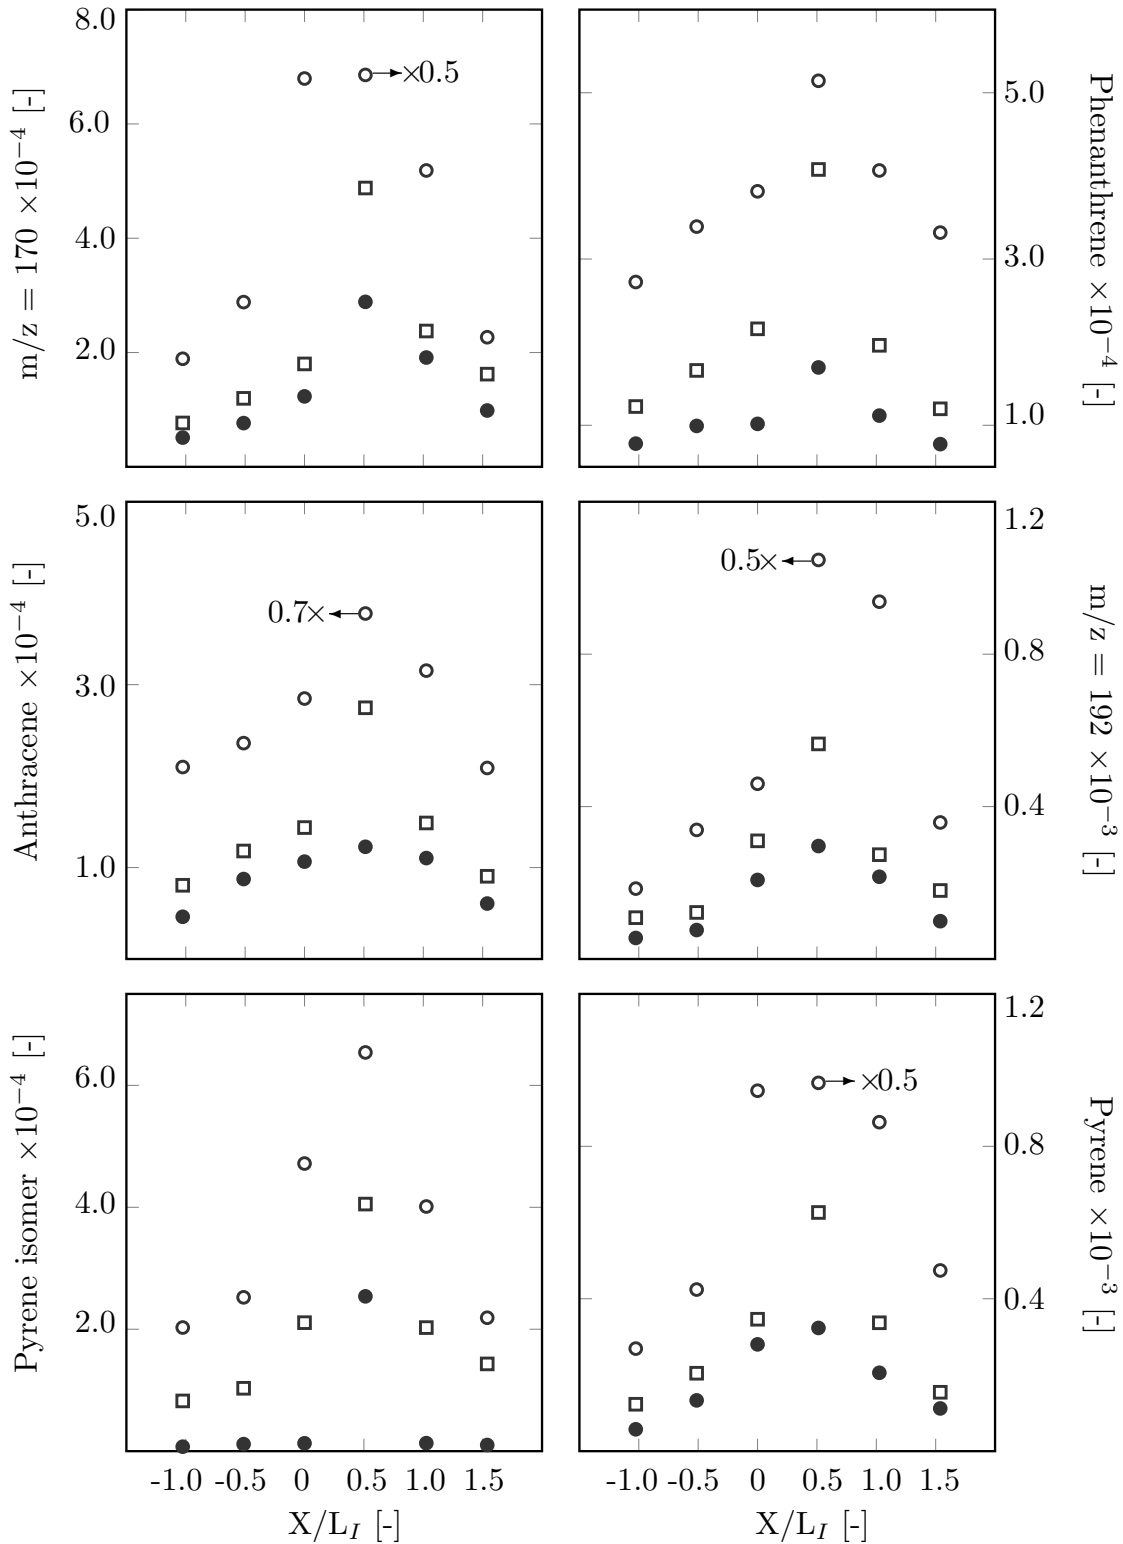 8.0
6.0
4.0
2.0
m/z = 170 ×10⁻⁴ [-]
×0.5
5.0
3.0
1.0
Phenanthrene ×10⁻⁴ [-]
5.0
3.0
1.0
Anthracene ×10⁻⁴ [-]
0.7×
1.2
0.8
0.4
m/z = 192 ×10⁻³ [-]
0.5×
6.0
4.0
2.0
Pyrene isomer ×10⁻⁴ [-]
-1.0 -0.5 0 0.5 1.0 1.5
X/L_I [-]
1.2
0.8
0.4
Pyrene ×10⁻³ [-]
×0.5
-1.0 -0.5 0 0.5 1.0 1.5
X/L_I [-]